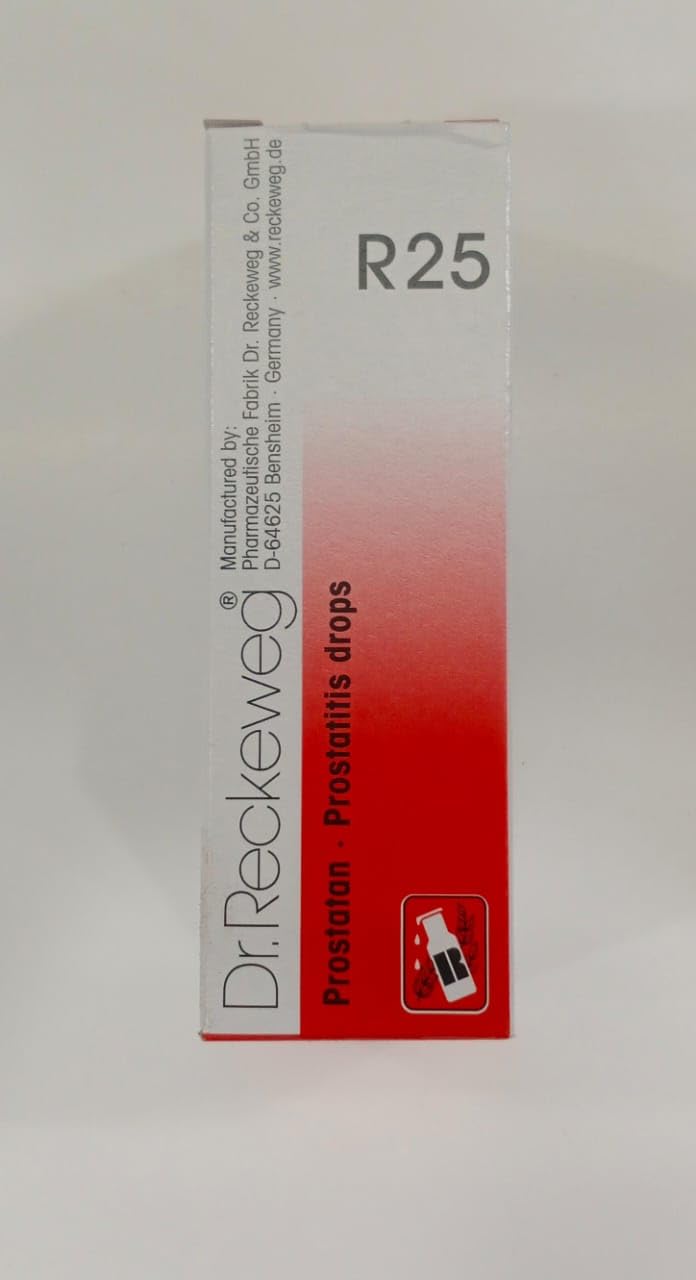 R25
Dr.Reckeweg®
Manufactured by:
Pharmazeutische Fabrik Dr. Reckeweg & Co. GmbH
D-64625 Bensheim · Germany · www.reckeweg.de
Prostatan · Prostatitis drops
R